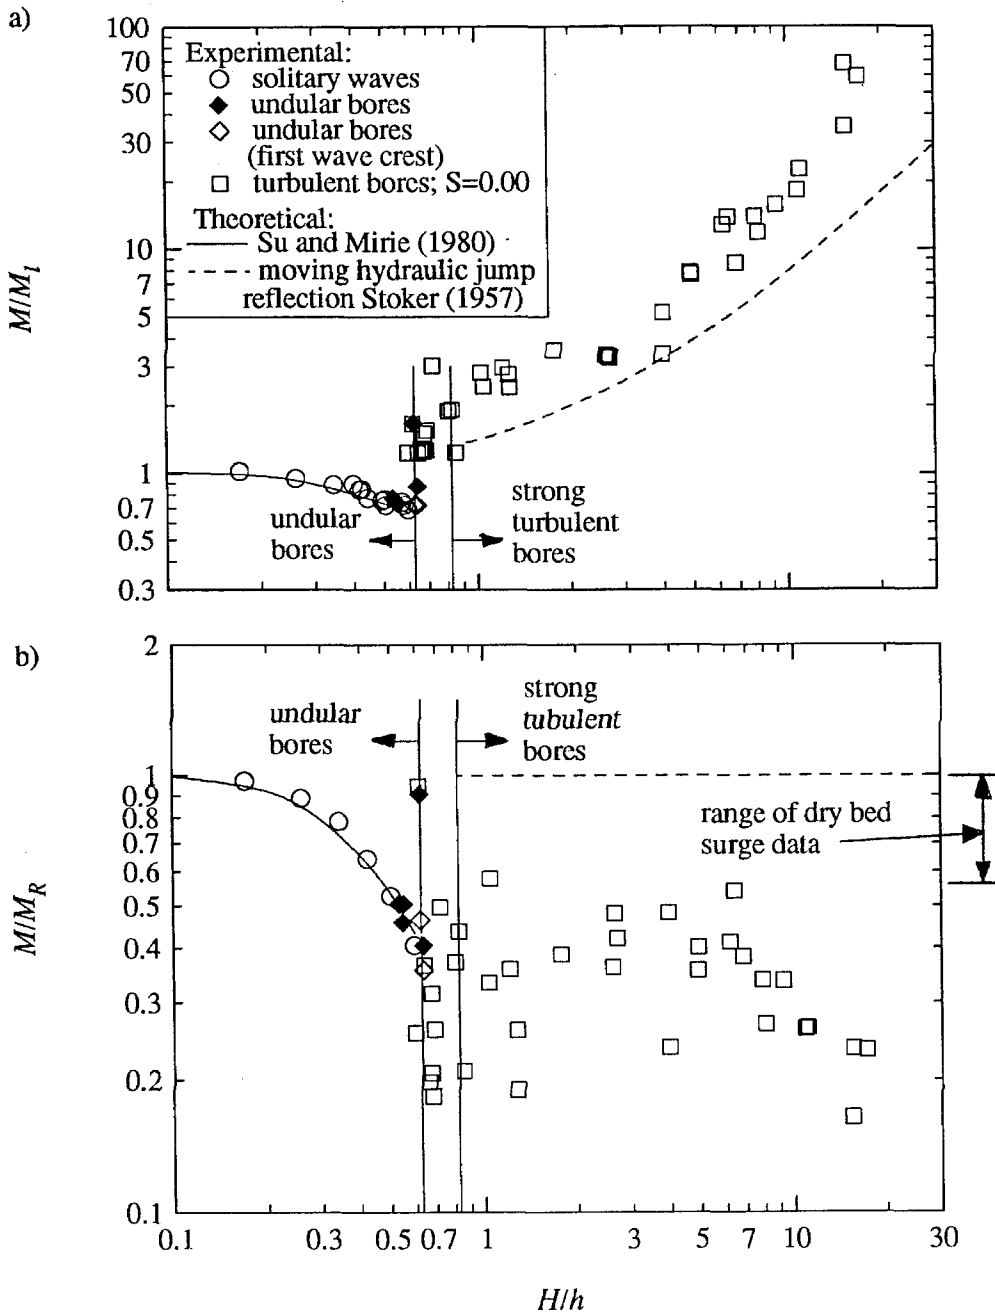 a)
100
70
50
30
10
7
5
3
1
0.7
0.5
0.3
M/M_l
Experimental:
solitary waves
undular bores
undular bores
(first wave crest)
turbulent bores; S=0.00
Theoretical:
Su and Mirie (1980)
moving hydraulic jump
reflection Stoker (1957)
undular
bores
strong
turbulent
bores
b)
2
1
0.9
0.8
0.7
0.6
0.5
0.4
0.3
0.2
0.1
M/M_R
undular
bores
strong
tubulent
bores
range of dry bed
surge data
0.1 0.3 0.5 0.7 1 3 5 7 10 30
H/h